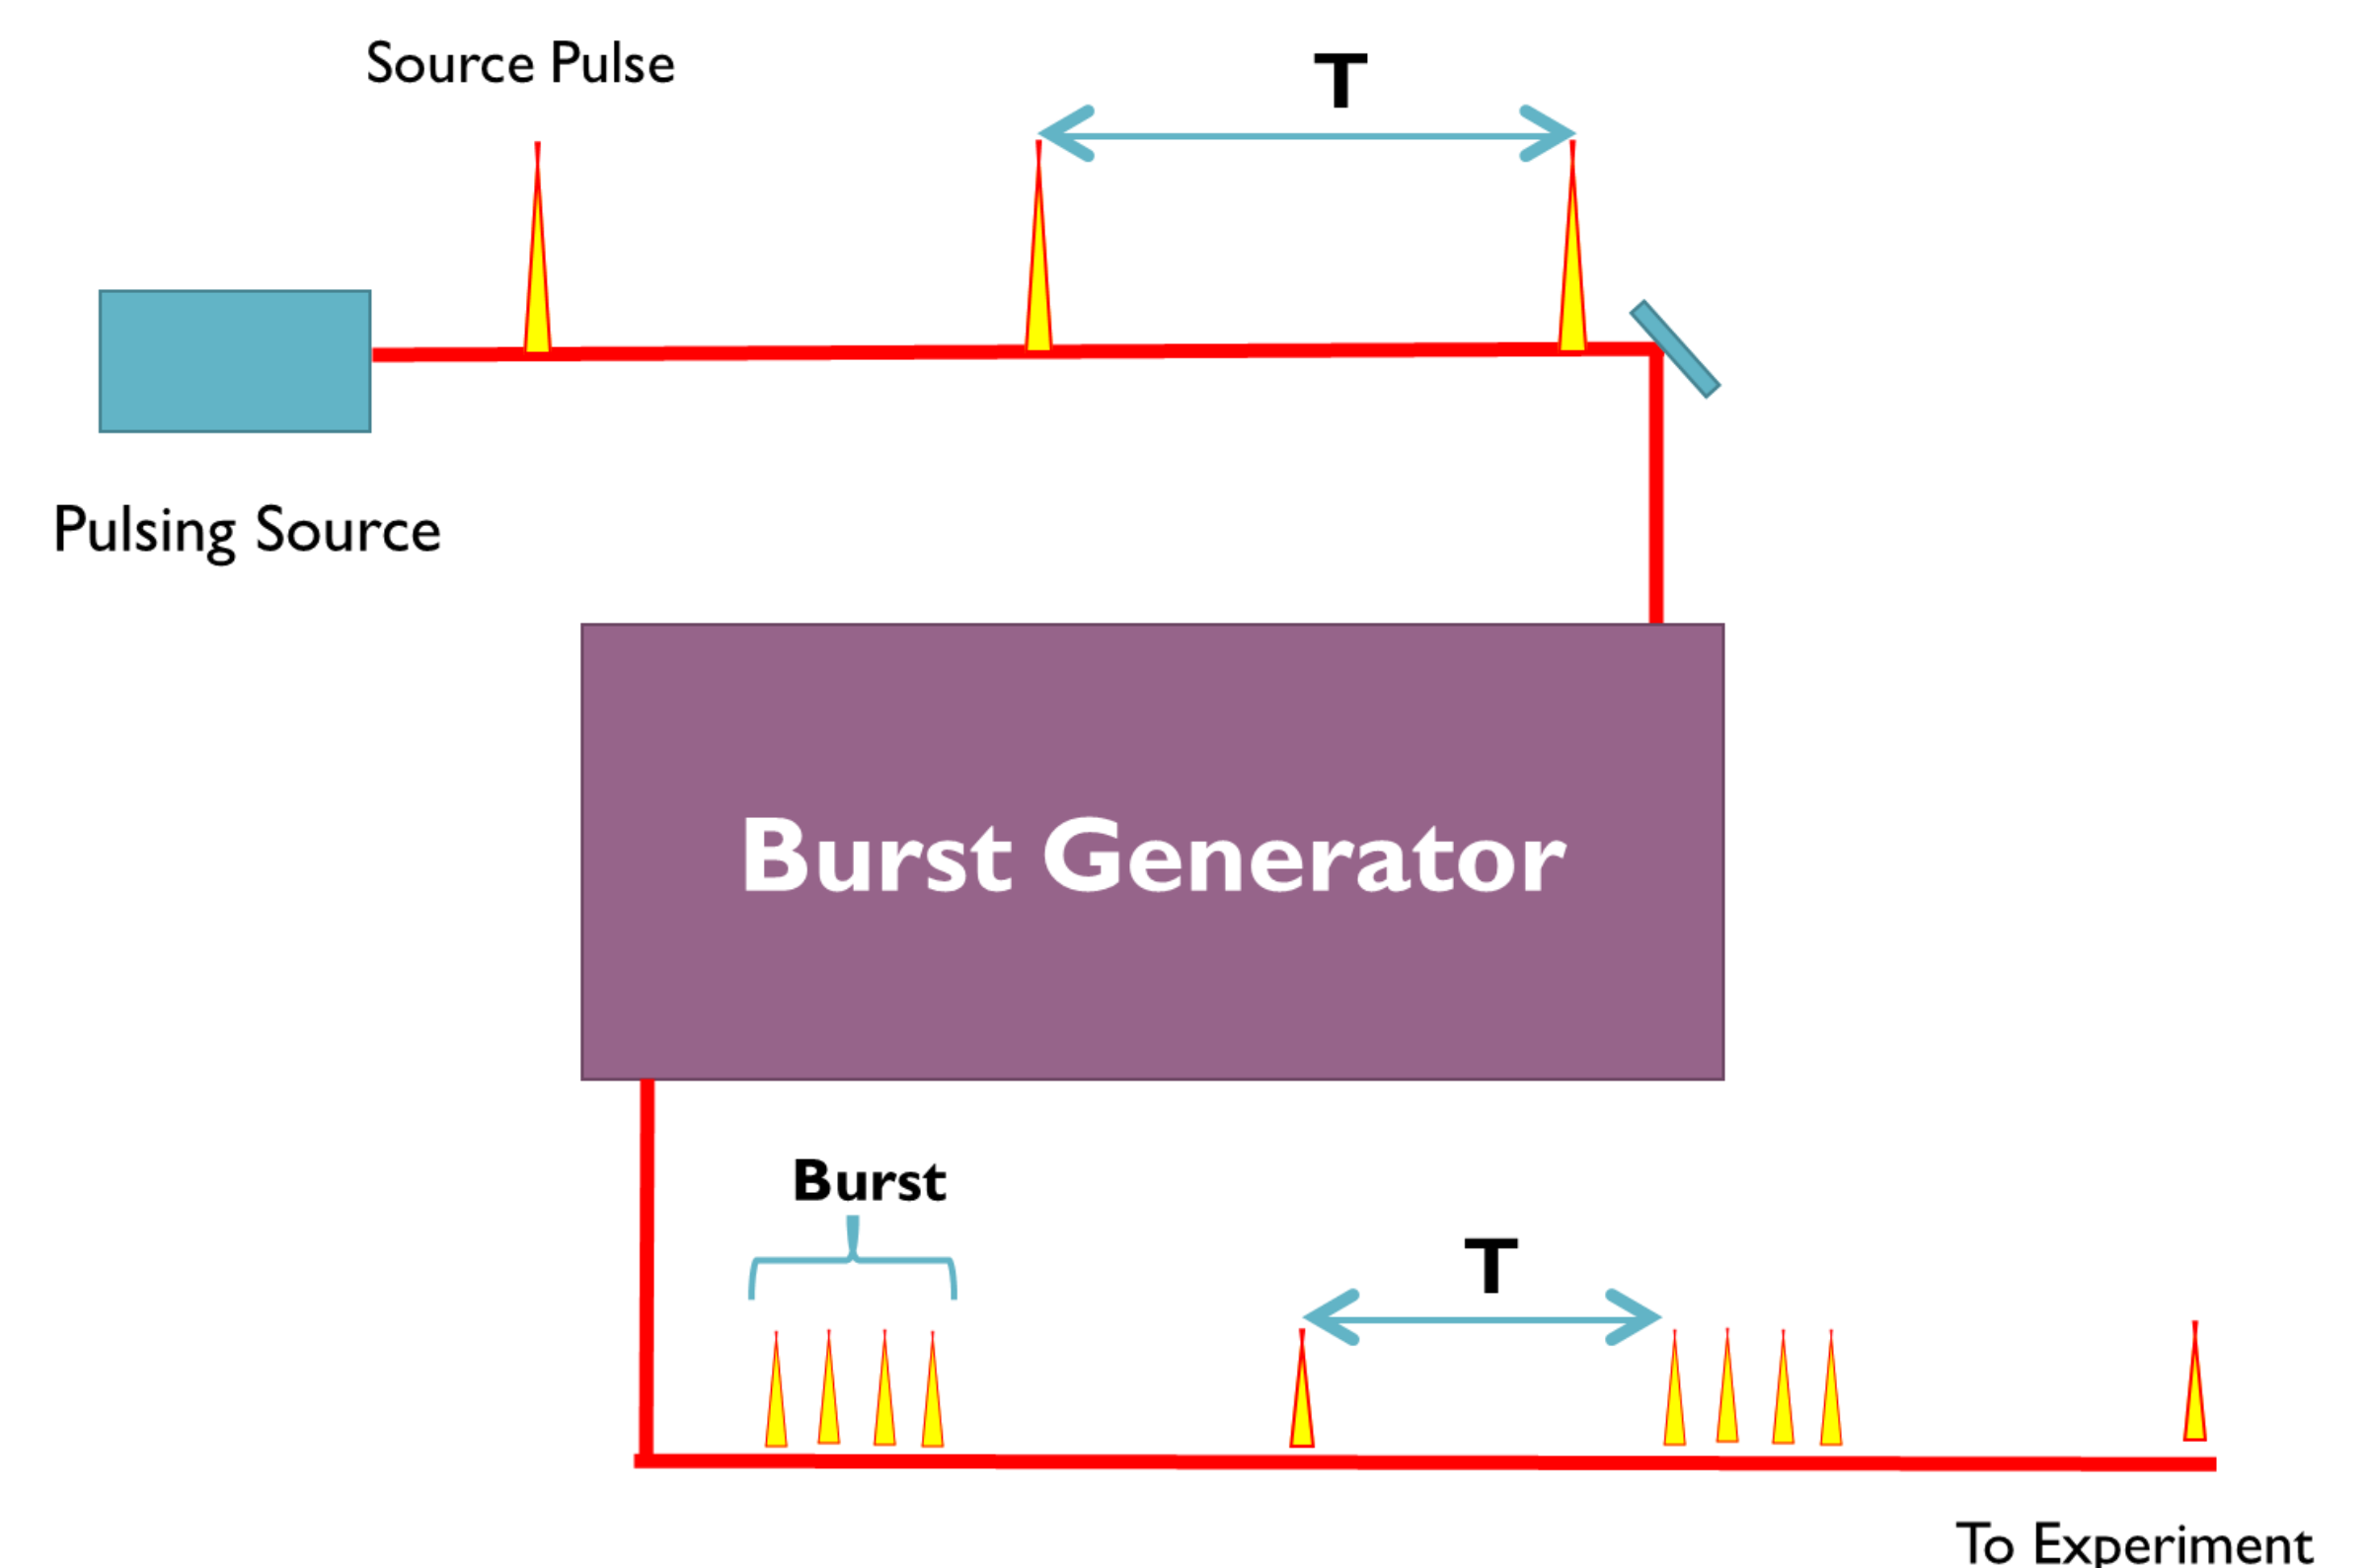 Source Pulse
T
Pulsing Source
Burst Generator
Burst
T
To Experiment